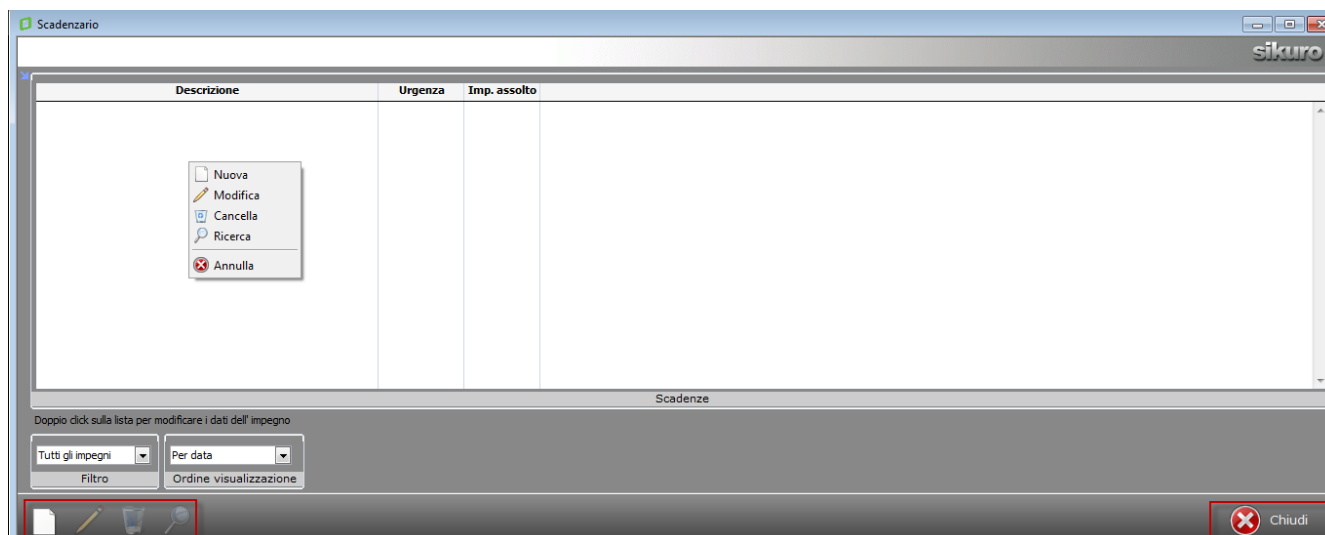 Scadenzario
sikuro
Descrizione Urgenza Imp. assolto
Nuova
Modifica
Cancella
Ricerca
Annulla
Scadenze
Doppio click sulla lista per modificare i dati dell' impegno
Tutti gli impegni Per data
Filtro Ordine visualizzazione
Chiudi